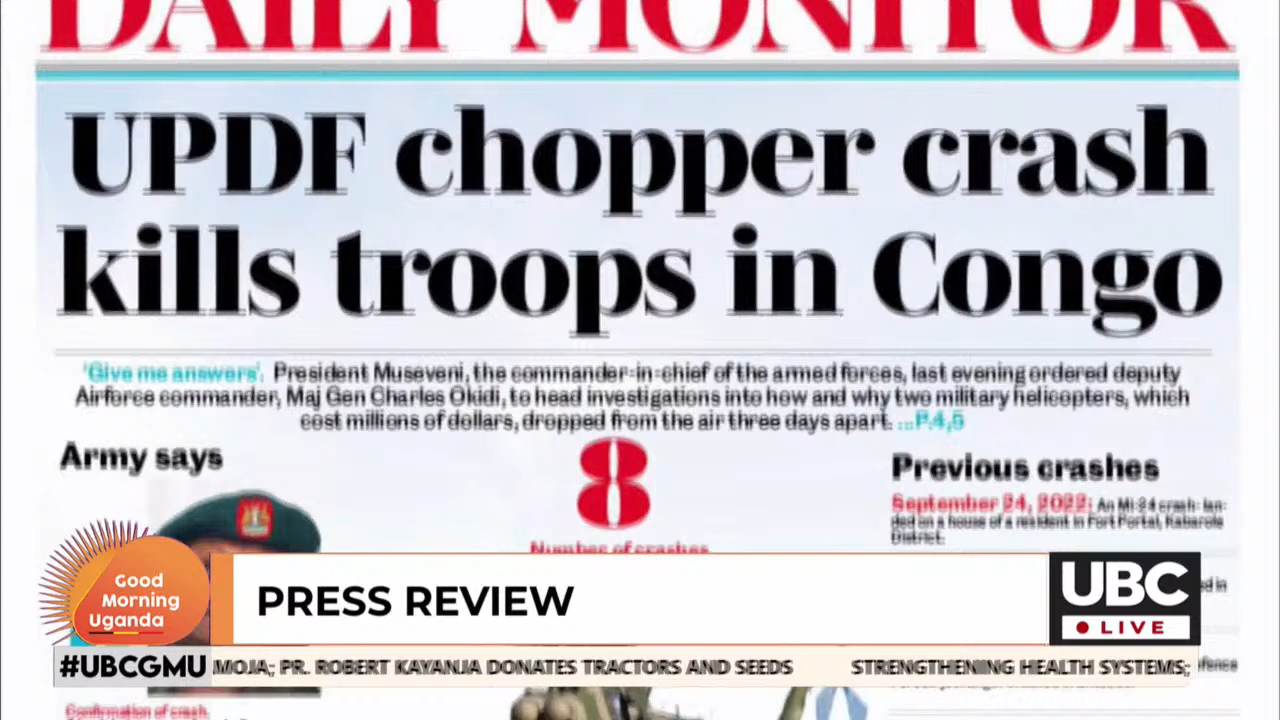 DAILY MONITOR
UPDF chopper crash
kills troops in Congo
'Give me answers'. President Museveni, the commander-in-chief of the armed forces, last evening ordered deputy
Airforce commander, Maj Gen Charles Okidi, to head investigations into how and why two military helicopters, which
cost millions of dollars, dropped from the air three days apart. ...P.4,5
Army says
8
Number of crashes
Previous crashes
September 24, 2022: An Mi-24 crash-lan-
ded on a house of a resident in Fort Portal, Kabarole
District.
Good
Morning
Uganda
PRESS REVIEW
UBC
LIVE
#UBCGMU
AMOJA; PR. ROBERT KAYANJA DONATES TRACTORS AND SEEDS STRENGTHENING HEALTH SYSTEMS;
Confirmation of crash.